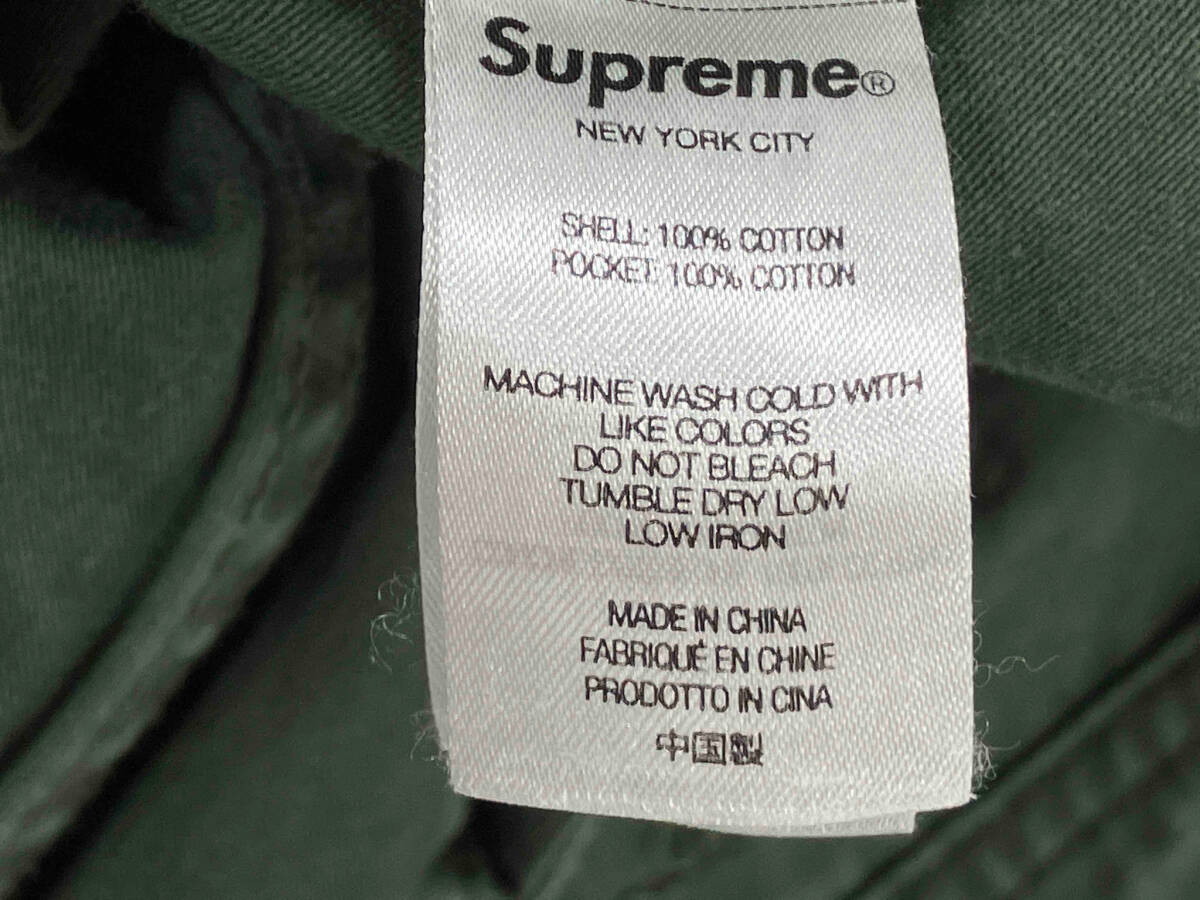 Supreme®
NEW YORK CITY
SHELL: 100% COTTON
POCKET: 100% COTTON
MACHINE WASH COLD WITH
LIKE COLORS
DO NOT BLEACH
TUMBLE DRY LOW
LOW IRON
MADE IN CHINA
FABRIQUÉ EN CHINE
PRODOTTO IN CINA
中国製